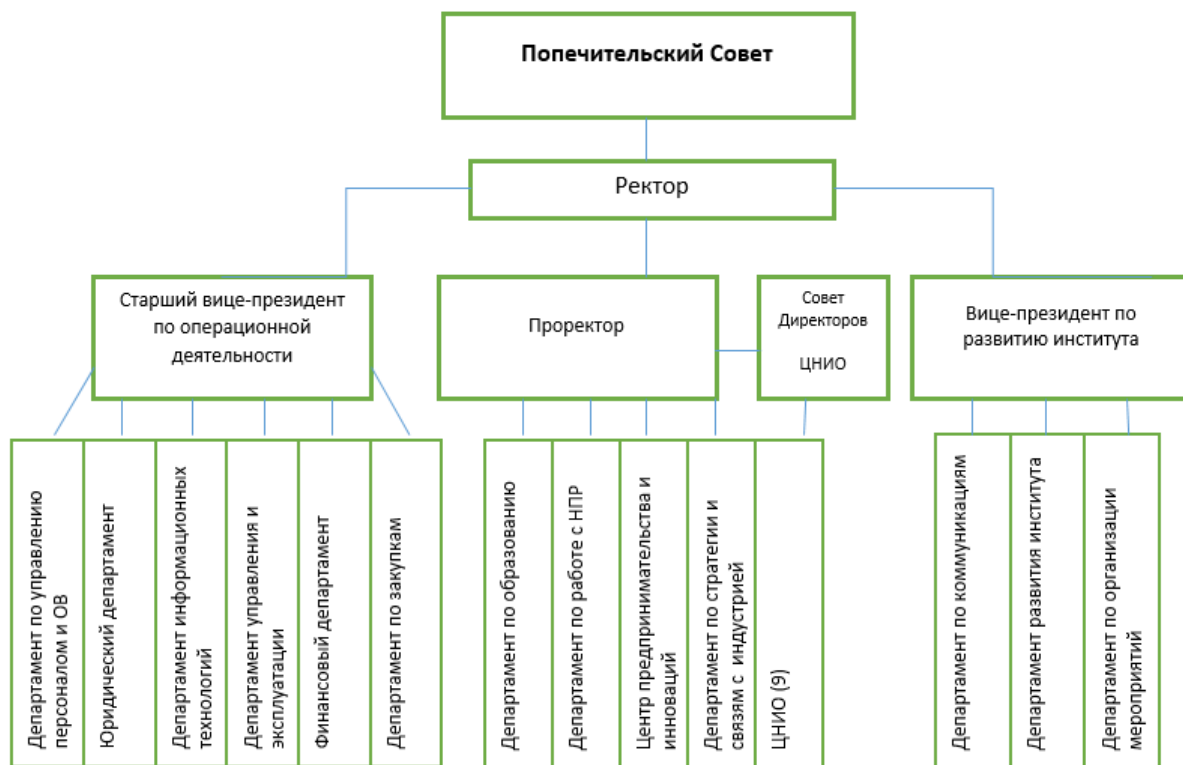 Попечительский Совет
Ректор
Старший вице-президент
по операционной
деятельности
Проректор
Совет
Директоров
ЦНИО
Вице-президент по
развитию института
Департамент по управлению
персоналом и ОВ
Юридический департамент
Департамент информационных
технологий
Департамент управления и
эксплуатации
Финансовый департамент
Департамент по закупкам
Департамент по образованию
Департамент по работе с НПР
Центр предпринимательства и
инноваций
Департамент по стратегии и
связям с индустрией
ЦНИО (9)
Департамент по коммуникациям
Департамент развития института
Департамент по организации
мероприятий